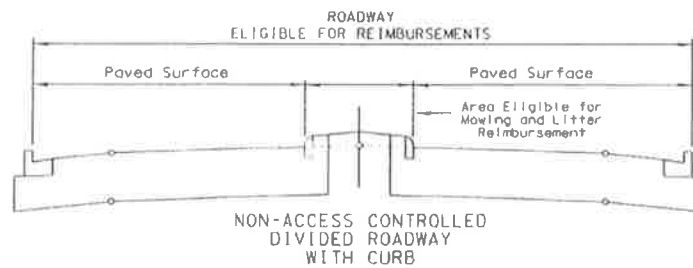 ROADWAY
ELIGIBLE FOR REIMBURSEMENTS
Paved Surface
Paved Surface
Area Eligible for
Mowing and Litter
Reimbursement
NON-ACCESS CONTROLLED
DIVIDED ROADWAY
WITH CURB